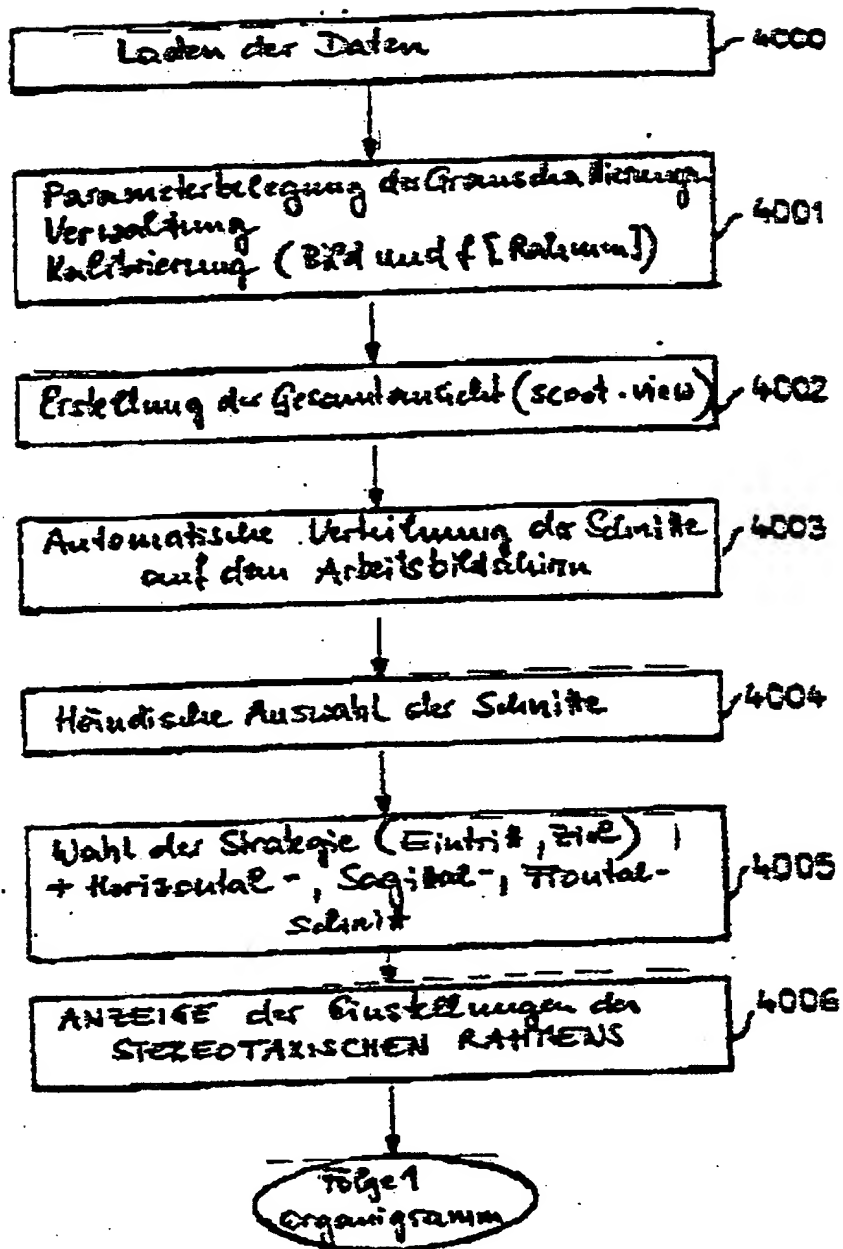 Laden der Daten
4000
Parameterbelegung der Grauschattierung
Verwaltung
Kalibrierung (Bild und f [Rahmen])
4001
Erstellung der Gesamtansicht (scoot-view)
4002
Automatische Verteilung der Schnitte
auf dem Arbeitsbildschirm
4003
Händische Auswahl der Schnitte
4004
Wahl der Strategie (Eintritt, Ziel)
+ Horizontal-, Sagittal-, Frontal-
schnitt
4005
ANZEIGE der Einstellungen des
STEREOTAXISCHEN RAHMENS
4006
Folge 1
Organigramm